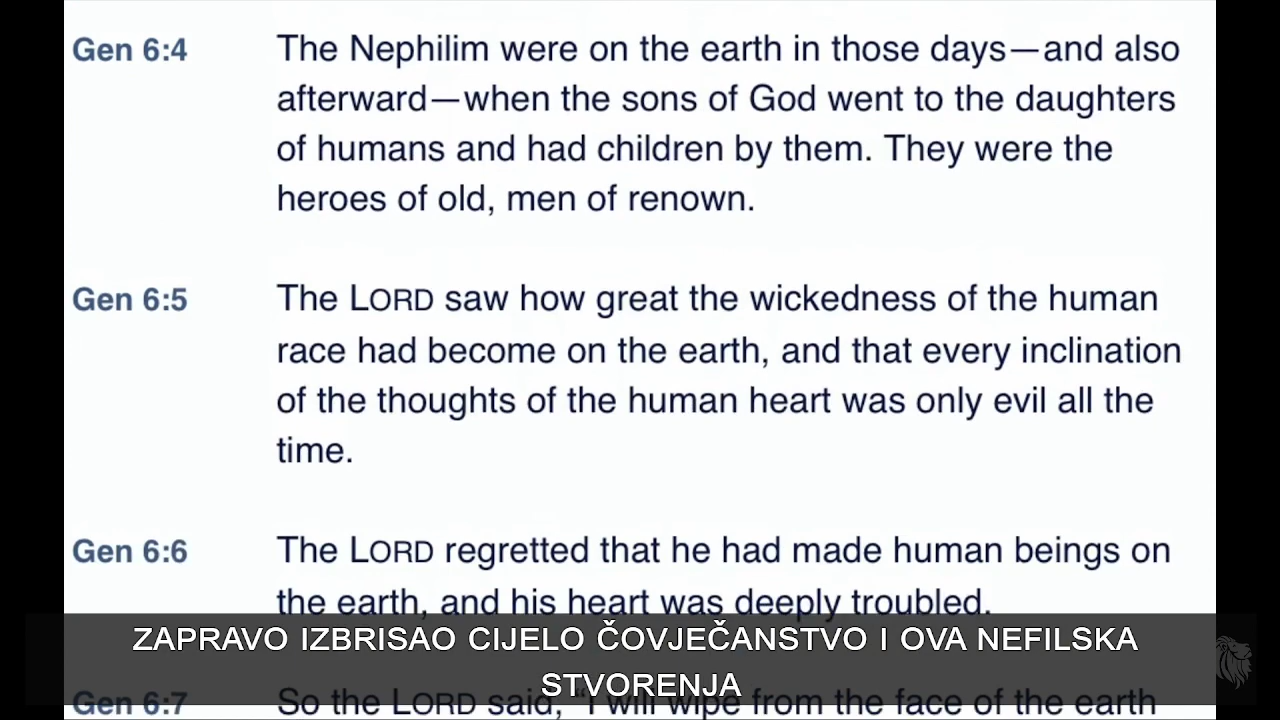 Gen 6:4 The Nephilim were on the earth in those days—and also
afterward—when the sons of God went to the daughters
of humans and had children by them. They were the
heroes of old, men of renown.
Gen 6:5 The LORD saw how great the wickedness of the human
race had become on the earth, and that every inclination
of the thoughts of the human heart was only evil all the
time.
Gen 6:6 The LORD regretted that he had made human beings on
the earth, and his heart was deeply troubled.
ZAPRAVO IZBRISAO CIJELO ČOVJEČANSTVO I OVA NEFILSKA
STVORENJA
Gen 6:7 So the LORD said, “I will wipe from the face of the earth